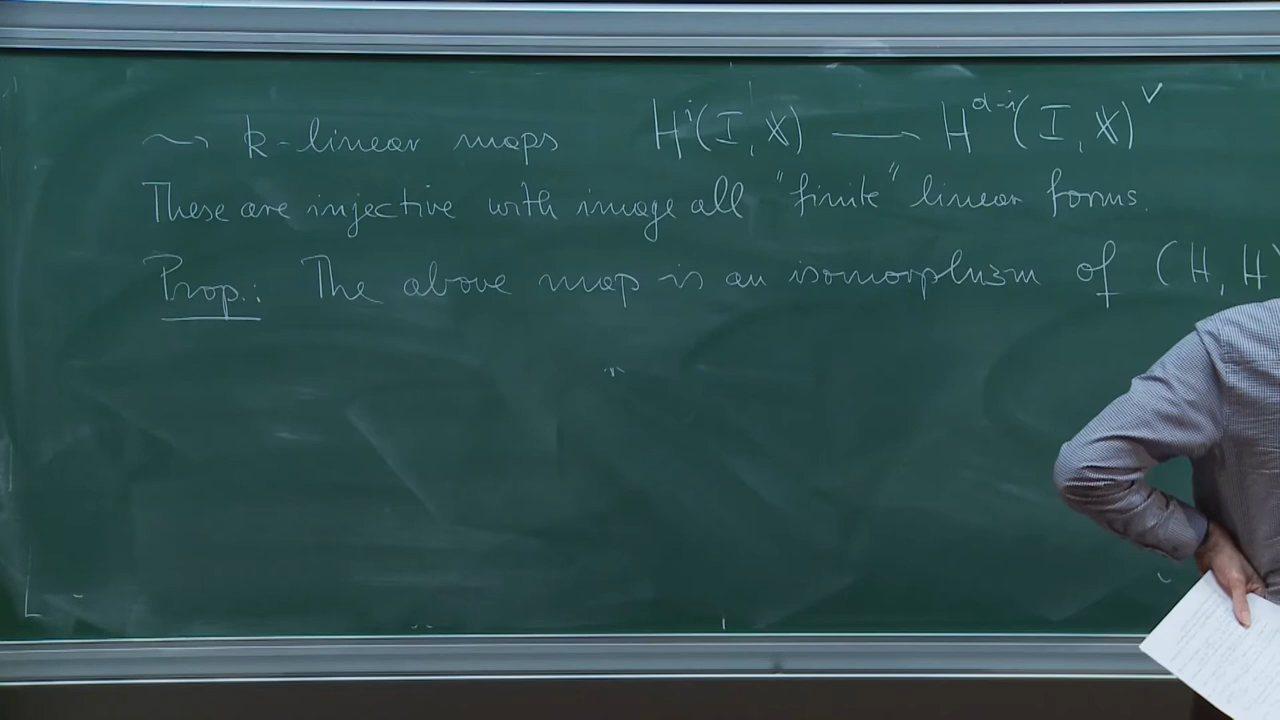 ⤳ k-linear maps Hⁱ(I, 𝕏) ⟶ H^{d-i}(I, 𝕏)^∨
These are injective with image all "finite" linear forms.
Prop.: The above map is an isomorphism of (H, H